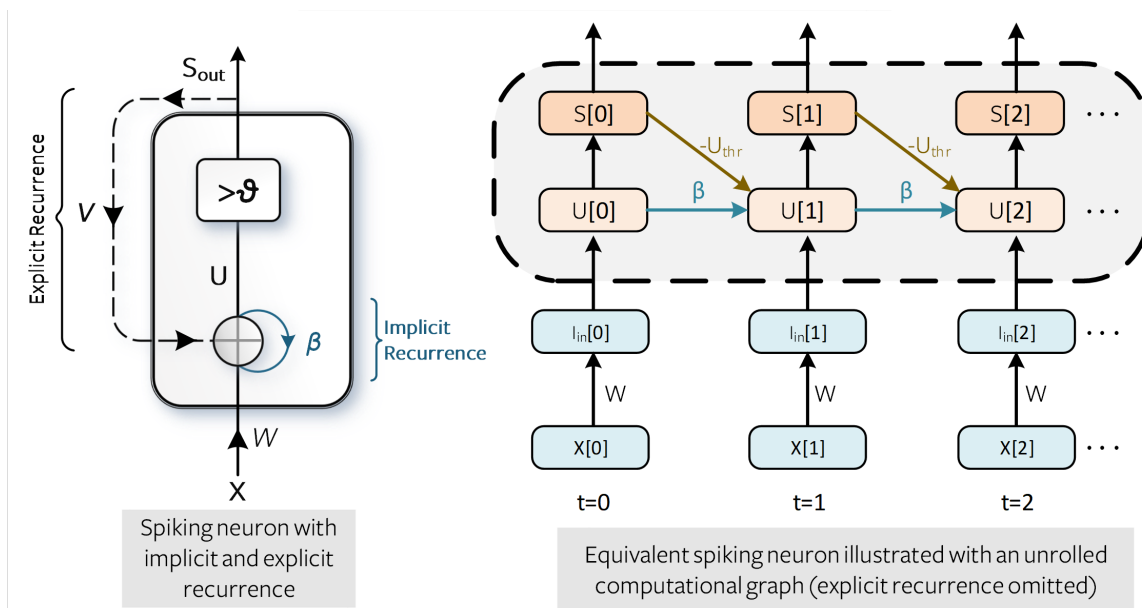 S_out
Explicit Recurrence
V
>ϑ
U
β
Implicit
Recurrence
W
X
Spiking neuron with
implicit and explicit
recurrence
S[0]
S[1]
S[2]
...
-U_thr
-U_thr
β
β
U[0]
U[1]
U[2]
...
I_in[0]
I_in[1]
I_in[2]
...
W
W
W
X[0]
X[1]
X[2]
...
t=0
t=1
t=2
Equivalent spiking neuron illustrated with an unrolled
computational graph (explicit recurrence omitted)